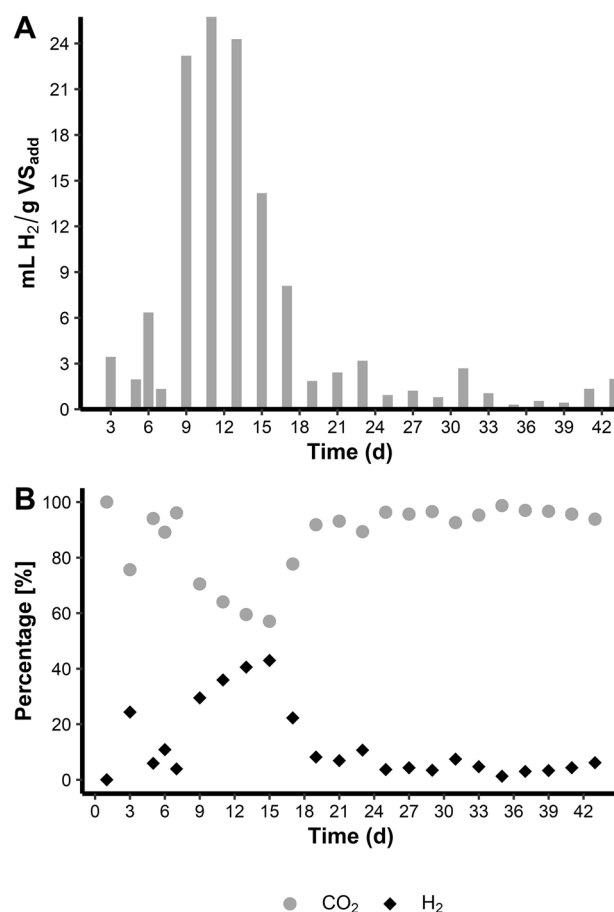 A
mL H₂/g VSadd
24
21
18
15
12
9
6
3
0
3 6 9 12 15 18 21 24 27 30 33 36 39 42
Time (d)
B
Percentage [%]
100
80
60
40
20
0
0 3 6 9 12 15 18 21 24 27 30 33 36 39 42
Time (d)
CO₂ H₂